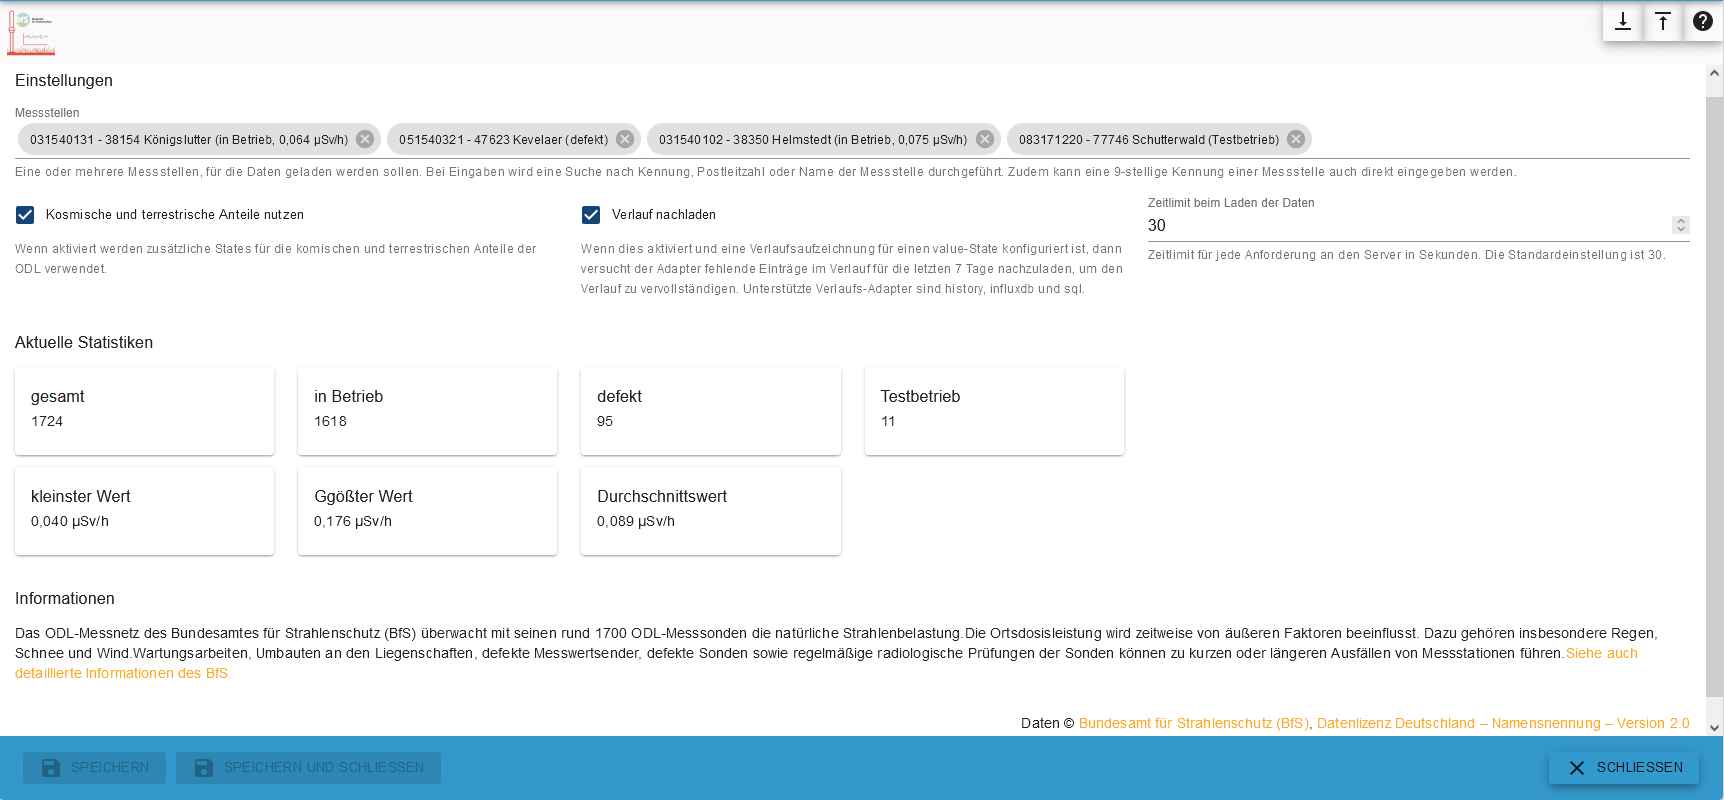 BfS
Einstellungen
Messstellen
031540131 - 38154 Königslutter (in Betrieb, 0,064 µSv/h)
051540321 - 47623 Kevelaer (defekt)
031540102 - 38350 Helmstedt (in Betrieb, 0,075 µSv/h)
083171220 - 77746 Schutterwald (Testbetrieb)
Eine oder mehrere Messstellen, für die Daten geladen werden sollen. Bei Eingaben wird eine Suche nach Kennung, Postleitzahl oder Name der Messstelle durchgeführt. Zudem kann eine 9-stellige Kennung einer Messstelle auch direkt eingegeben werden.
Kosmische und terrestrische Anteile nutzen
Wenn aktiviert werden zusätzliche States für die komischen und terrestrischen Anteile der
ODL verwendet.
Verlauf nachladen
Wenn dies aktiviert und eine Verlaufsaufzeichnung für einen value-State konfiguriert ist, dann
versucht der Adapter fehlende Einträge im Verlauf für die letzten 7 Tage nachzuladen, um den
Verlauf zu vervollständigen. Unterstützte Verlaufs-Adapter sind history, influxdb und sql.
Zeitlimit beim Laden der Daten
30
Zeitlimit für jede Anforderung an den Server in Sekunden. Die Standardeinstellung ist 30.
Aktuelle Statistiken
gesamt
1724
in Betrieb
1618
defekt
95
Testbetrieb
11
kleinster Wert
0,040 µSv/h
Ggößter Wert
0,176 µSv/h
Durchschnittswert
0,089 µSv/h
Informationen
Das ODL-Messnetz des Bundesamtes für Strahlenschutz (BfS) überwacht mit seinen rund 1700 ODL-Messsonden die natürliche Strahlenbelastung.Die Ortsdosisleistung wird zeitweise von äußeren Faktoren beeinflusst. Dazu gehören insbesondere Regen,
Schnee und Wind.Wartungsarbeiten, Umbauten an den Liegenschaften, defekte Messwertsender, defekte Sonden sowie regelmäßige radiologische Prüfungen der Sonden können zu kurzen oder längeren Ausfällen von Messstationen führen.Siehe auch
detaillierte Informationen des BfS.
Daten © Bundesamt für Strahlenschutz (BfS), Datenlizenz Deutschland – Namensnennung – Version 2.0
SPEICHERN
SPEICHERN UND SCHLIESSEN
SCHLIESSEN